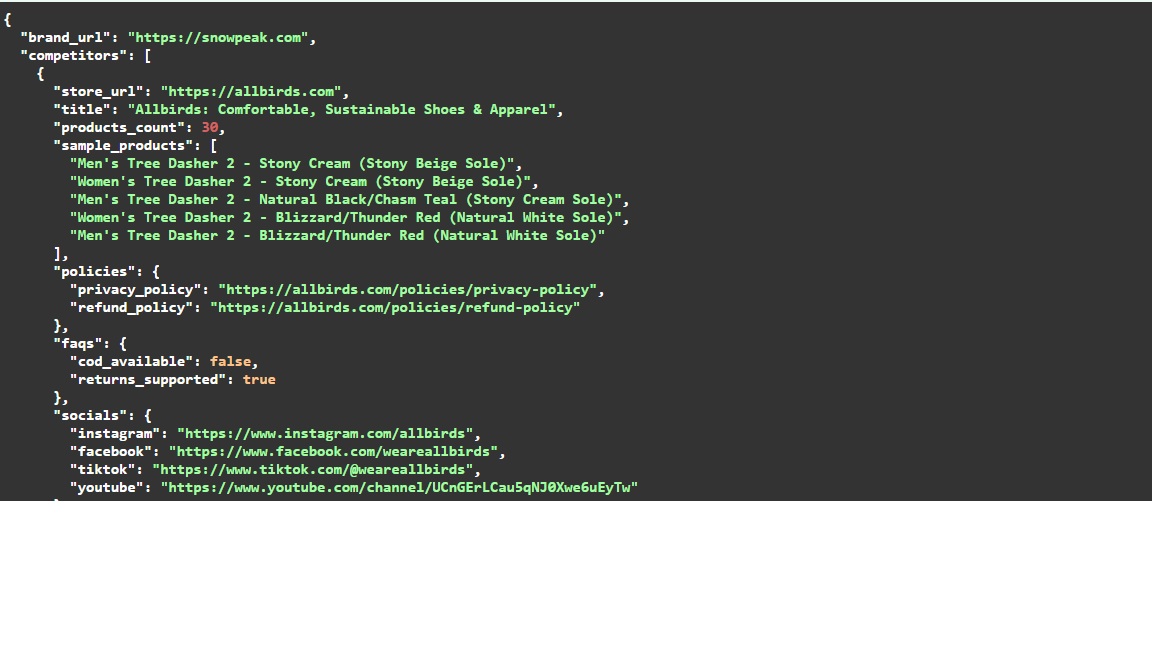 {
  "brand_url": "https://snowpeak.com",
  "competitors": [
    {
      "store_url": "https://allbirds.com",
      "title": "Allbirds: Comfortable, Sustainable Shoes & Apparel",
      "products_count": 30,
      "sample_products": [
        "Men's Tree Dasher 2 - Stony Cream (Stony Beige Sole)",
        "Women's Tree Dasher 2 - Stony Cream (Stony Beige Sole)",
        "Men's Tree Dasher 2 - Natural Black/Chasm Teal (Stony Cream Sole)",
        "Women's Tree Dasher 2 - Blizzard/Thunder Red (Natural White Sole)",
        "Men's Tree Dasher 2 - Blizzard/Thunder Red (Natural White Sole)"
      ],
      "policies": {
        "privacy_policy": "https://allbirds.com/policies/privacy-policy",
        "refund_policy": "https://allbirds.com/policies/refund-policy"
      },
      "faqs": {
        "cod_available": false,
        "returns_supported": true
      },
      "socials": {
        "instagram": "https://www.instagram.com/allbirds",
        "facebook": "https://www.facebook.com/weareallbirds",
        "tiktok": "https://www.tiktok.com/@weareallbirds",
        "youtube": "https://www.youtube.com/channel/UCnGErLCau5qNJ0Xwe6uEyTw"